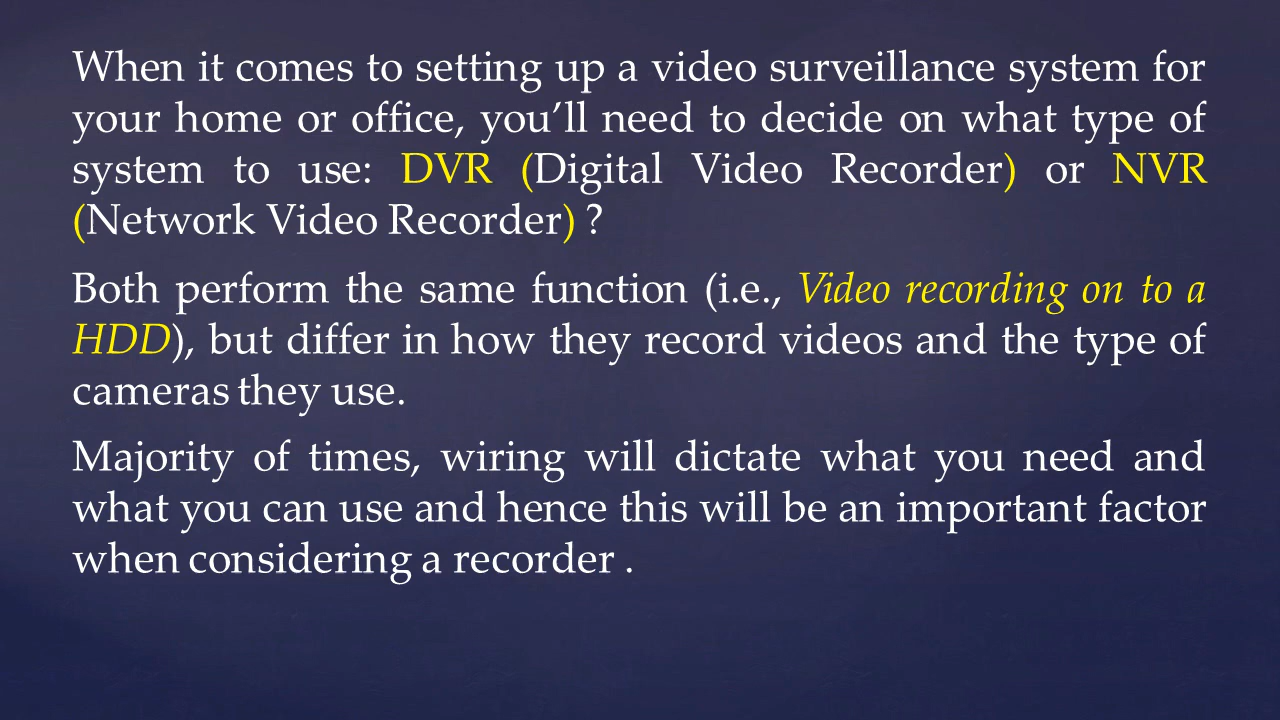 When it comes to setting up a video surveillance system for
your home or office, you’ll need to decide on what type of
system to use: DVR (Digital Video Recorder) or NVR
(Network Video Recorder) ?
Both perform the same function (i.e., Video recording on to a
HDD), but differ in how they record videos and the type of
cameras they use.
Majority of times, wiring will dictate what you need and
what you can use and hence this will be an important factor
when considering a recorder .